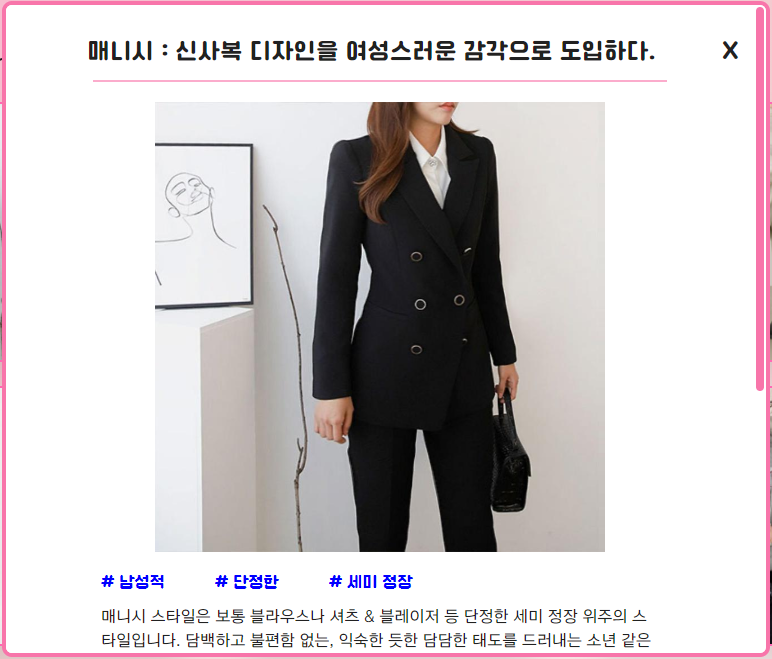 매니시 : 신사복 디자인을 여성스러운 감각으로 도입하다.
X
# 남성적 # 단정한 # 세미 정장
매니시 스타일은 보통 블라우스나 셔츠 & 블레이저 등 단정한 세미 정장 위주의 스
타일입니다. 담백하고 불편함 없는, 익숙한 듯한 담담한 태도를 드러내는 소년 같은